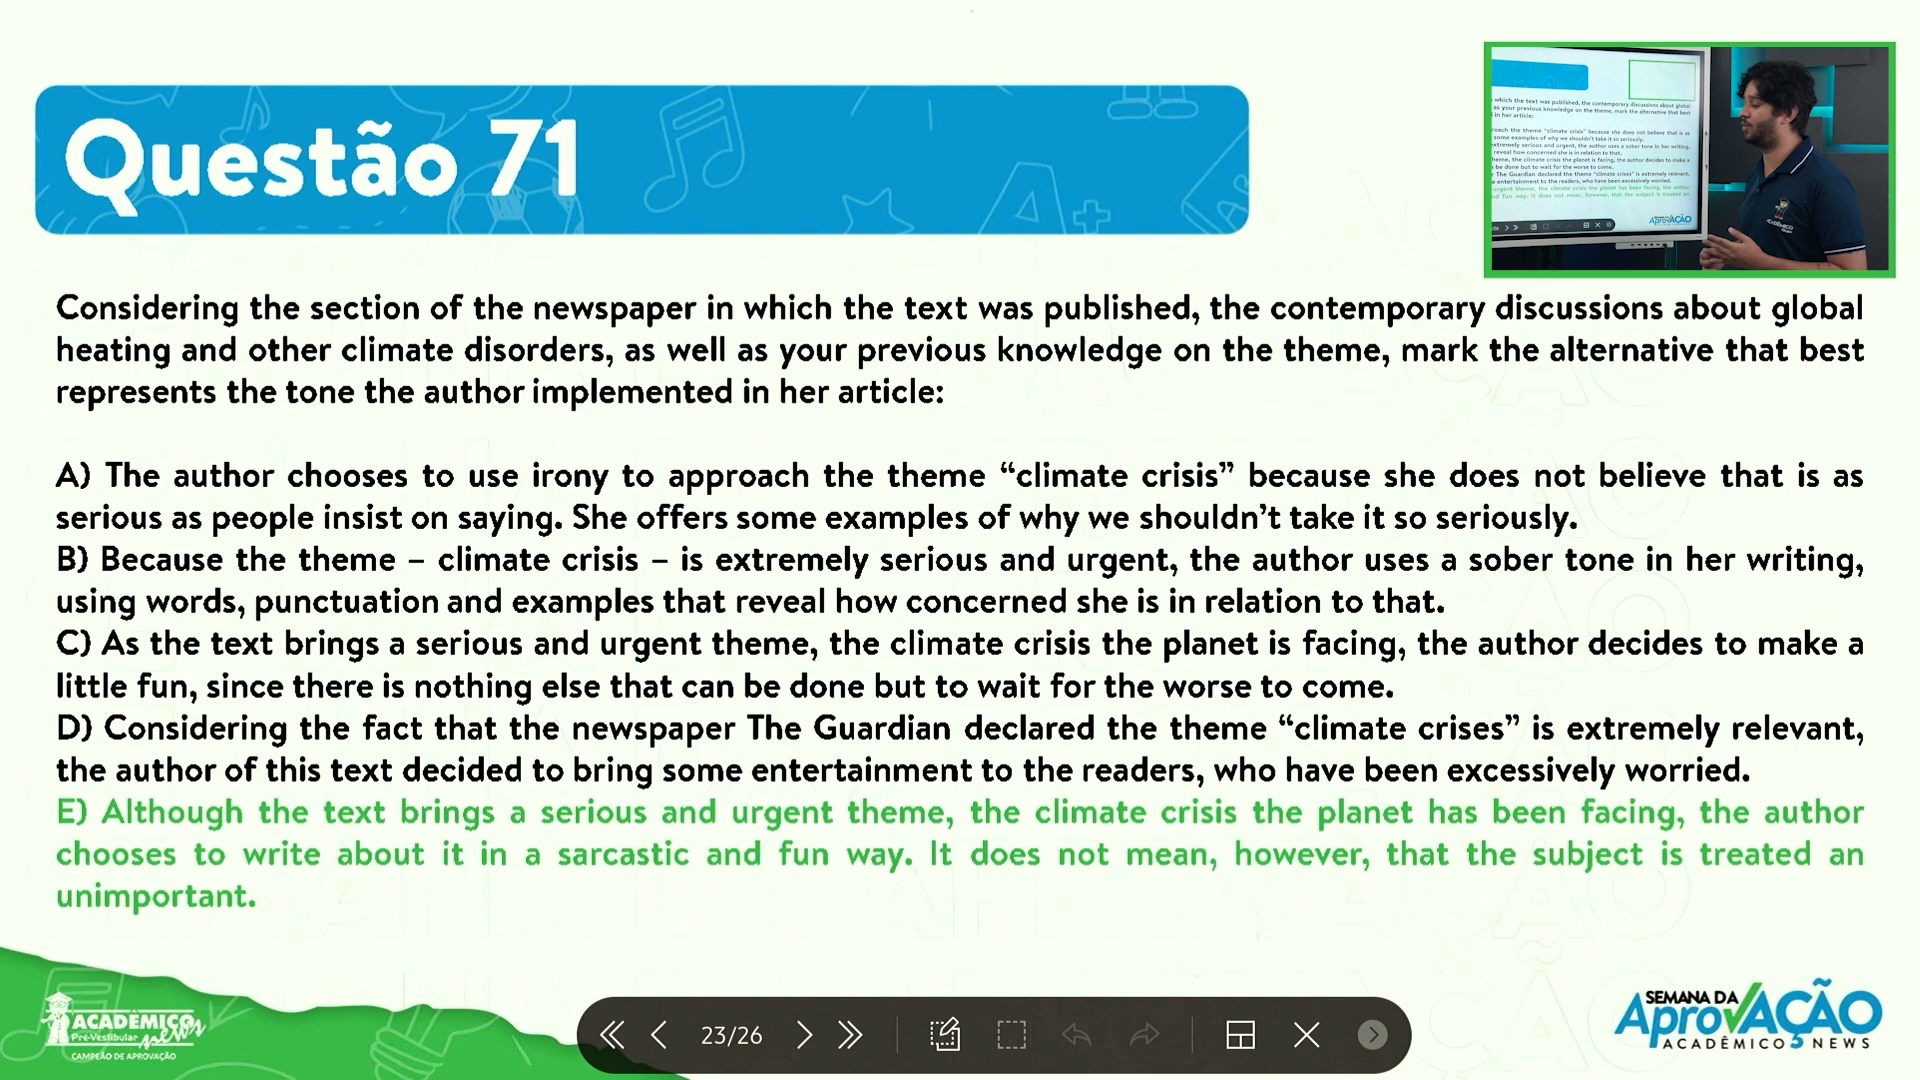 Questão 71
Considering the section of the newspaper in which the text was published, the contemporary discussions about global
heating and other climate disorders, as well as your previous knowledge on the theme, mark the alternative that best
represents the tone the author implemented in her article:
A) The author chooses to use irony to approach the theme “climate crisis” because she does not believe that is as
serious as people insist on saying. She offers some examples of why we shouldn’t take it so seriously.
B) Because the theme – climate crisis – is extremely serious and urgent, the author uses a sober tone in her writing,
using words, punctuation and examples that reveal how concerned she is in relation to that.
C) As the text brings a serious and urgent theme, the climate crisis the planet is facing, the author decides to make a
little fun, since there is nothing else that can be done but to wait for the worse to come.
D) Considering the fact that the newspaper The Guardian declared the theme “climate crises” is extremely relevant,
the author of this text decided to bring some entertainment to the readers, who have been excessively worried.
E) Although the text brings a serious and urgent theme, the climate crisis the planet has been facing, the author
chooses to write about it in a sarcastic and fun way. It does not mean, however, that the subject is treated an
unimportant.
ACADÊMICO
news
Pré-Vestibular
CAMPEÃO DE APROVAÇÃO
23/26
SEMANA DA
AprovAÇÃO
ACADÊMICO NEWS